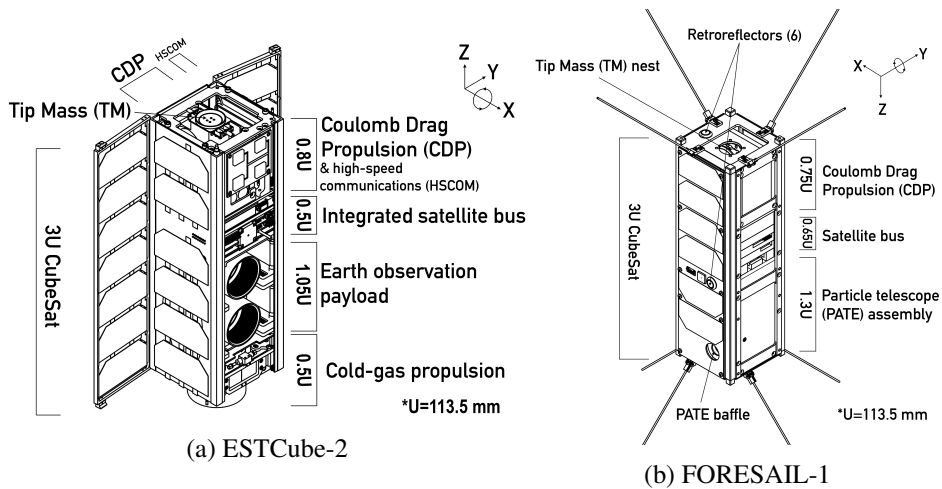 CDP
HSCOM
Tip Mass (TM)
3U CubeSat
Z
Y
X
0.8U
Coulomb Drag
Propulsion (CDP)
& high-speed
communications (HSCOM)
0.5U
Integrated satellite bus
1.05U
Earth observation
payload
0.5U
Cold-gas propulsion
*U=113.5 mm
(a) ESTCube-2
Retroreflectors (6)
Tip Mass (TM) nest
X
Y
Z
3U CubeSat
0.75U
Coulomb Drag
Propulsion (CDP)
0.65U
Satellite bus
1.3U
Particle telescope
(PATE) assembly
PATE baffle
*U=113.5 mm
(b) FORESAIL-1